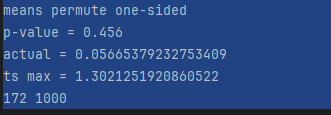 means permute one-sided
p-value = 0.456
actual = 0.05665379232753409
ts max = 1.3021251920860522
172 1000